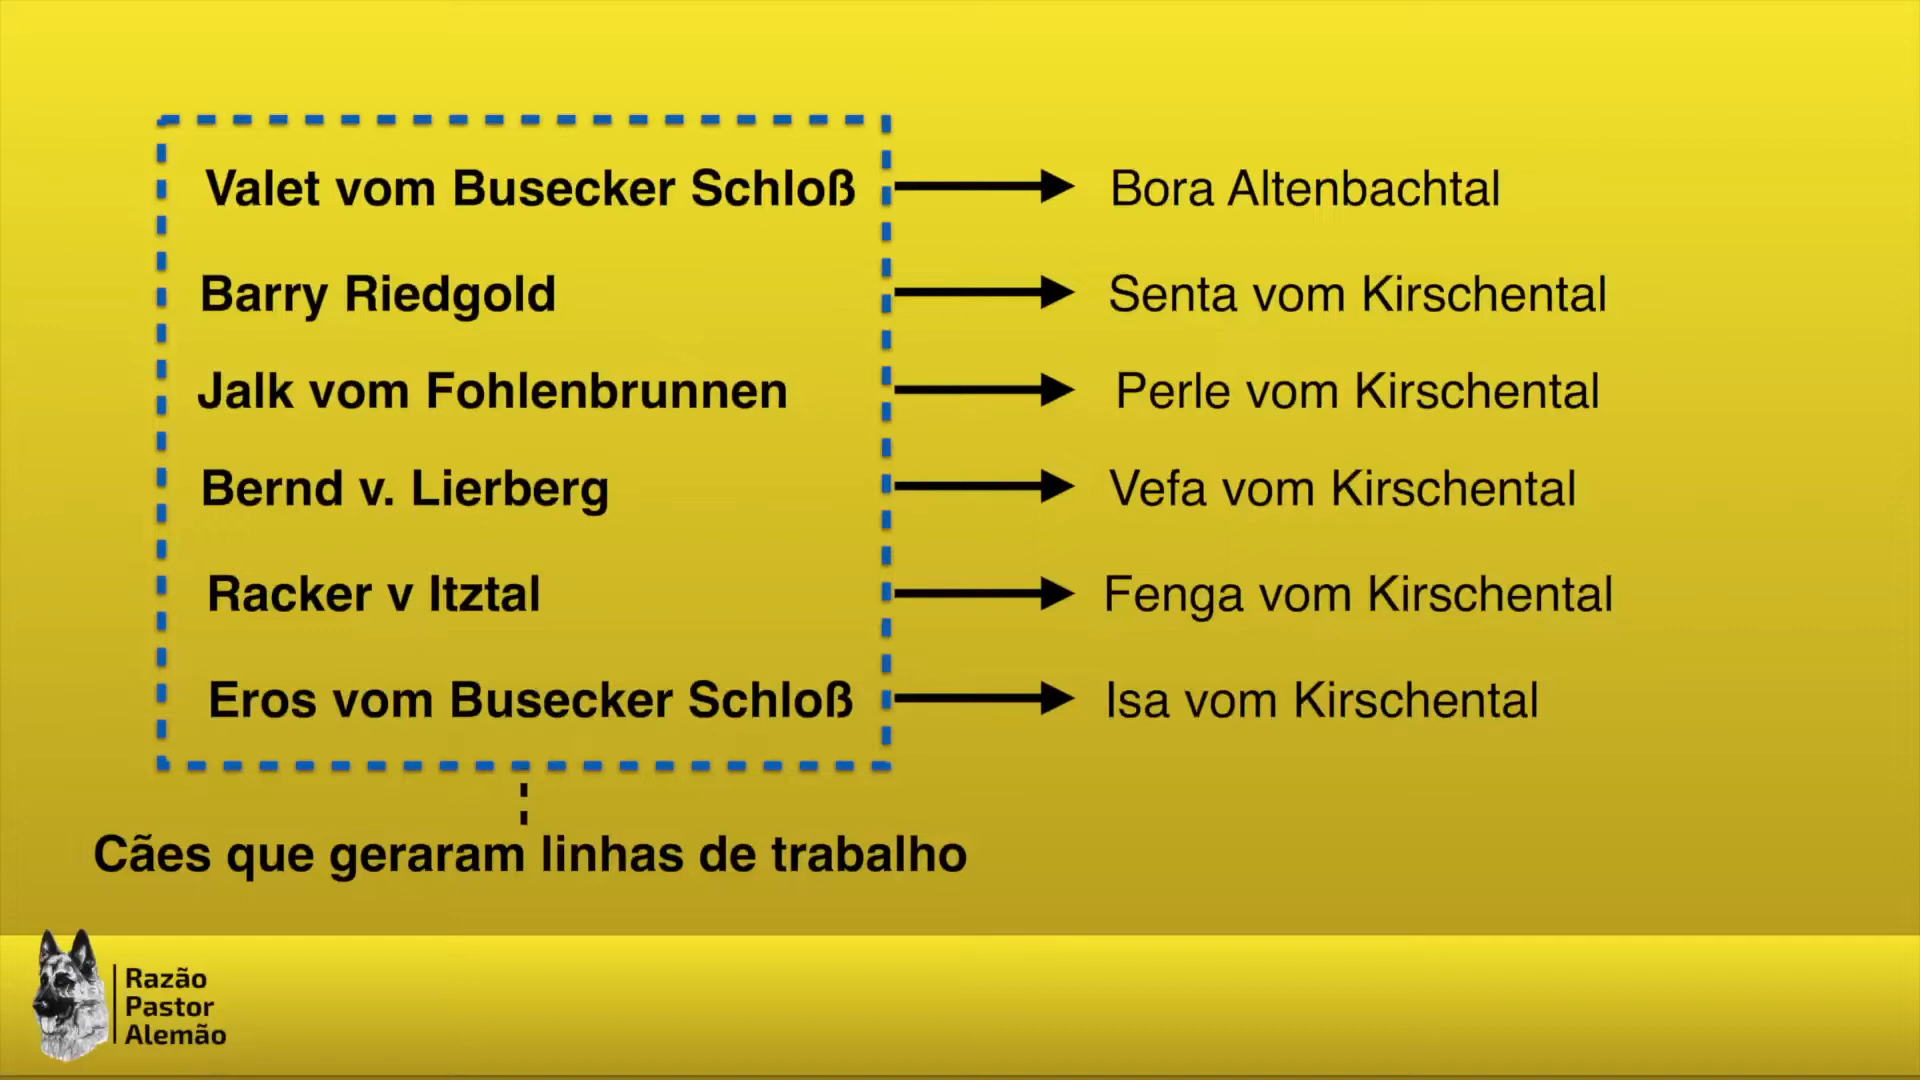 Valet vom Busecker Schloß Bora Altenbachtal
Barry Riedgold Senta vom Kirschental
Jalk vom Fohlenbrunnen Perle vom Kirschental
Bernd v. Lierberg Vefa vom Kirschental
Racker v Itztal Fenga vom Kirschental
Eros vom Busecker Schloß Isa vom Kirschental
Cães que geraram linhas de trabalho
Razão
Pastor
Alemão